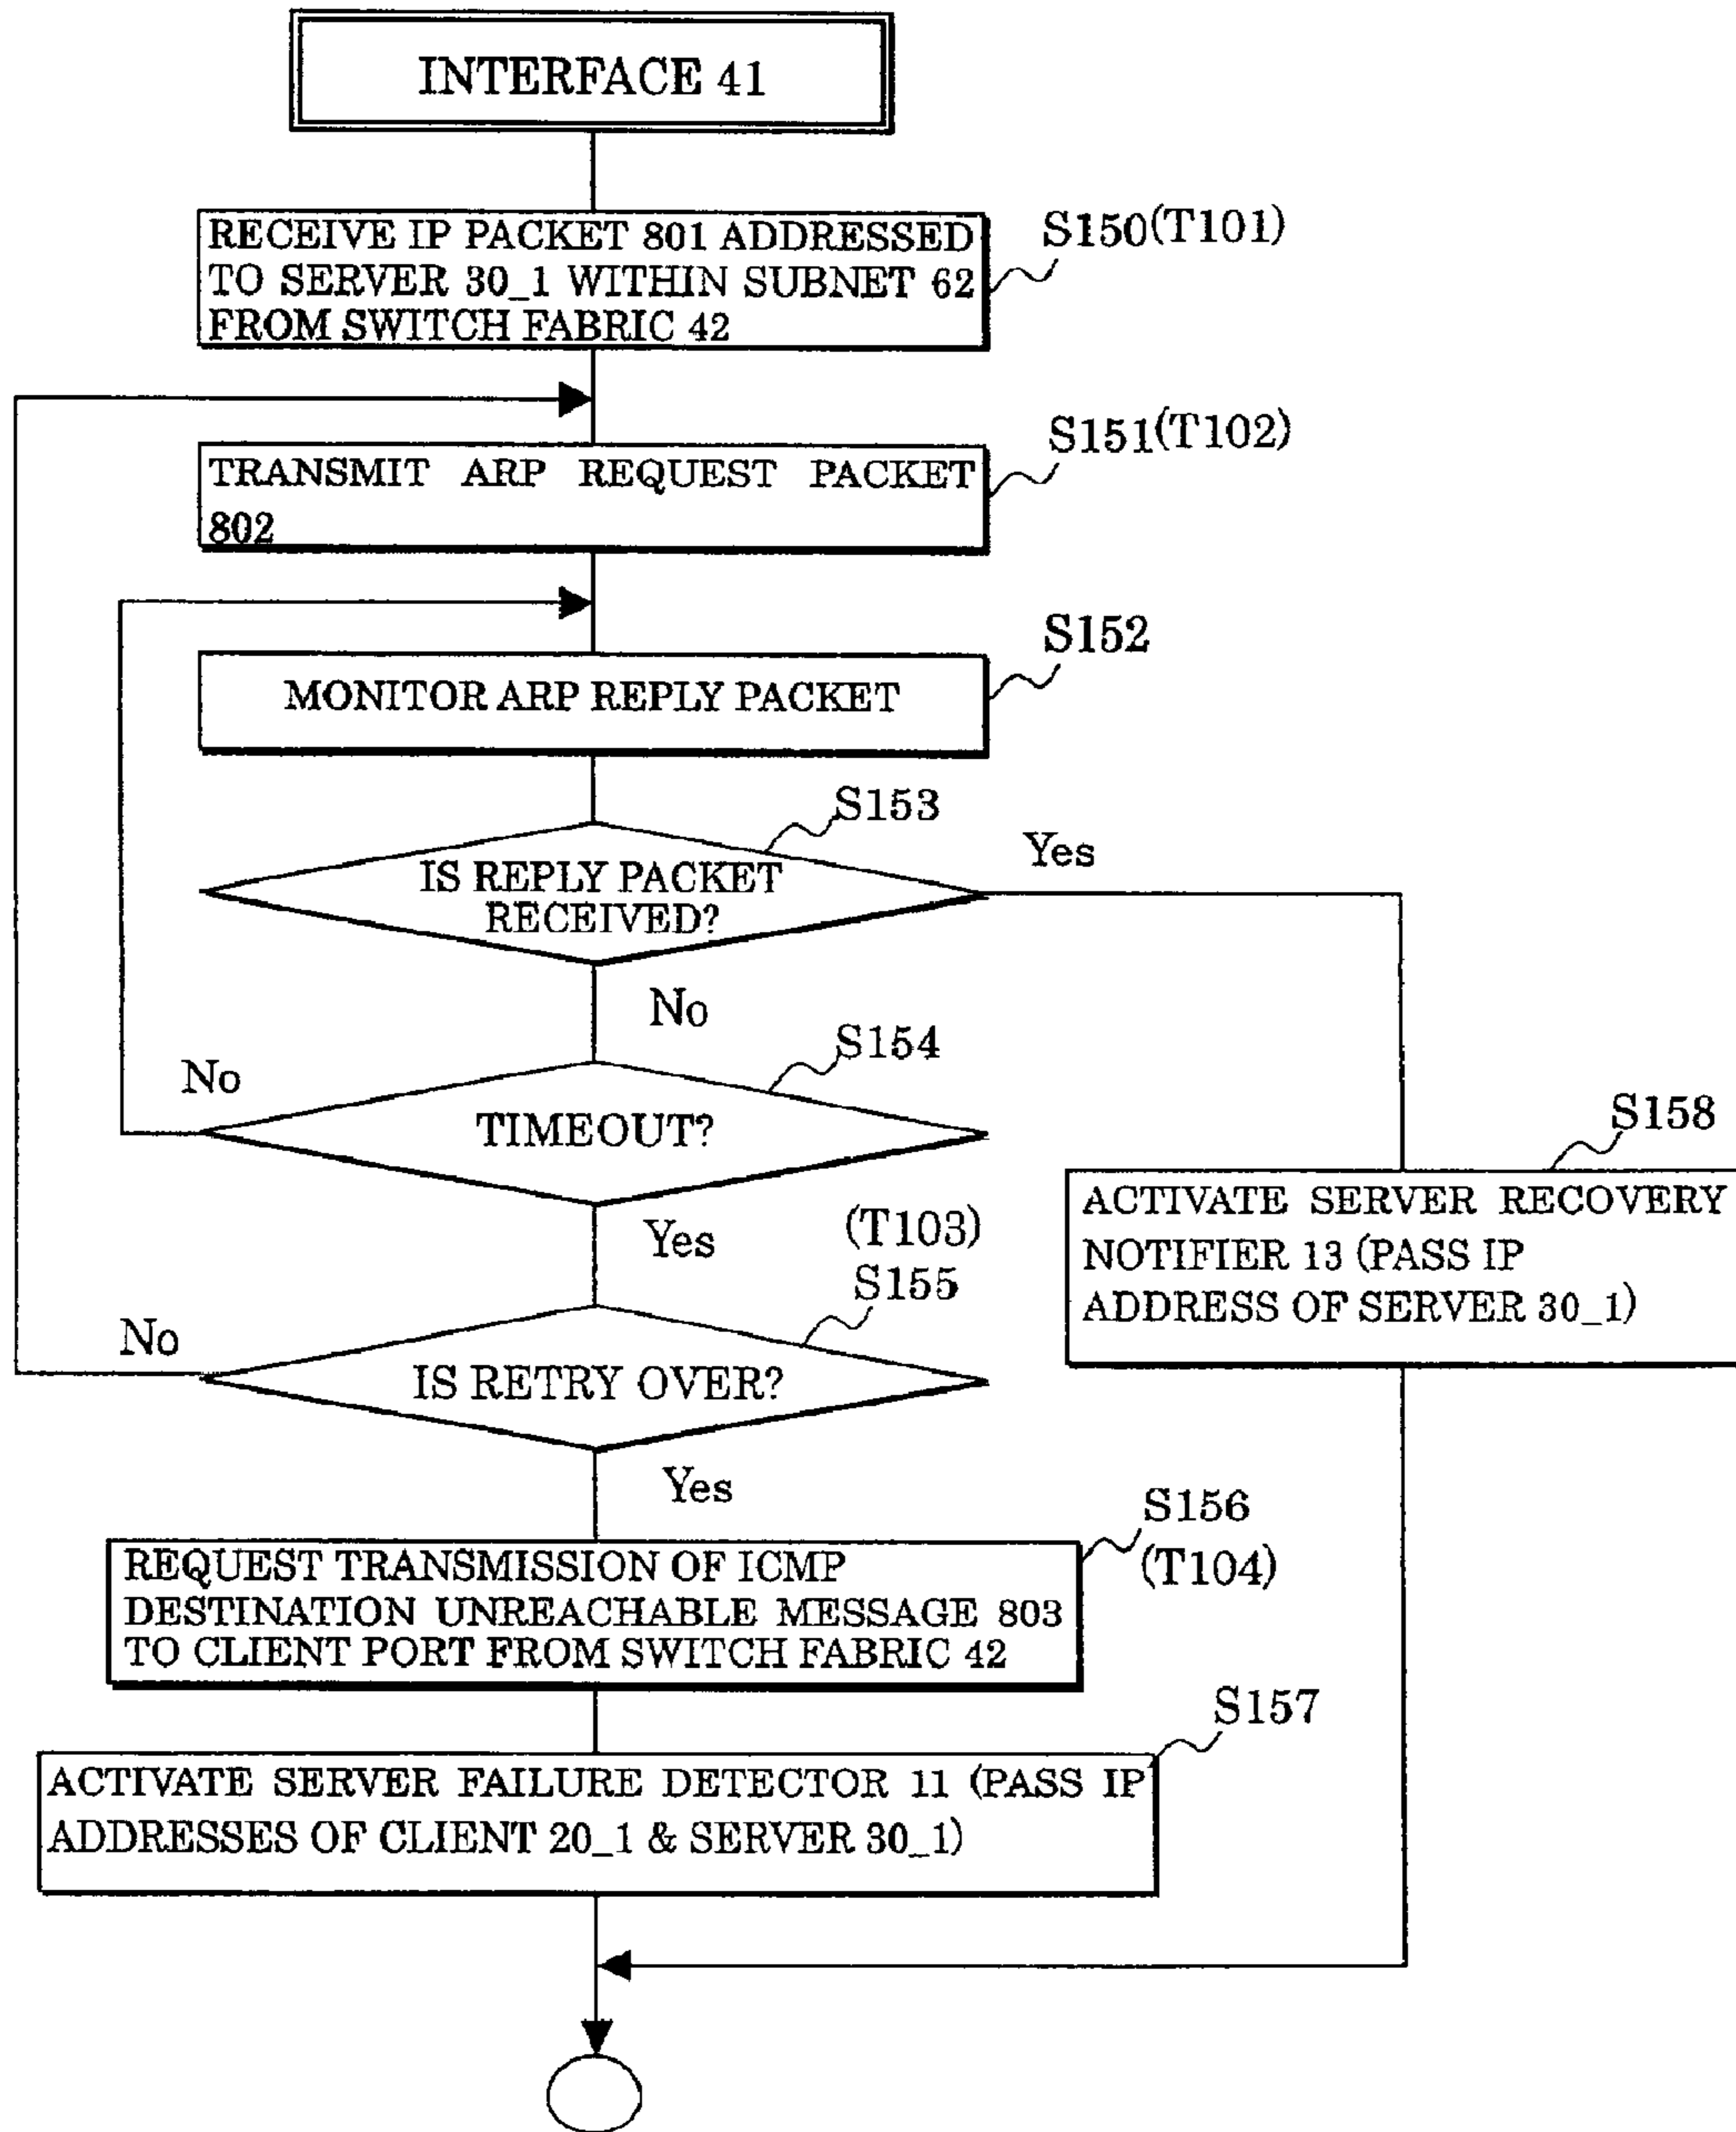 INTERFACE 41
RECEIVE IP PACKET 801 ADDRESSED
TO SERVER 30_1 WITHIN SUBNET 62
FROM SWITCH FABRIC 42
S150(T101)
TRANSMIT ARP REQUEST PACKET
802
S151(T102)
MONITOR ARP REPLY PACKET
S152
S153
IS REPLY PACKET
RECEIVED?
Yes
No
S154
TIMEOUT?
No
Yes
S158
ACTIVATE SERVER RECOVERY
NOTIFIER 13 (PASS IP
ADDRESS OF SERVER 30_1)
(T103)
S155
IS RETRY OVER?
No
Yes
S156
(T104)
REQUEST TRANSMISSION OF ICMP
DESTINATION UNREACHABLE MESSAGE 803
TO CLIENT PORT FROM SWITCH FABRIC 42
S157
ACTIVATE SERVER FAILURE DETECTOR 11 (PASS IP
ADDRESSES OF CLIENT 20_1 & SERVER 30_1)